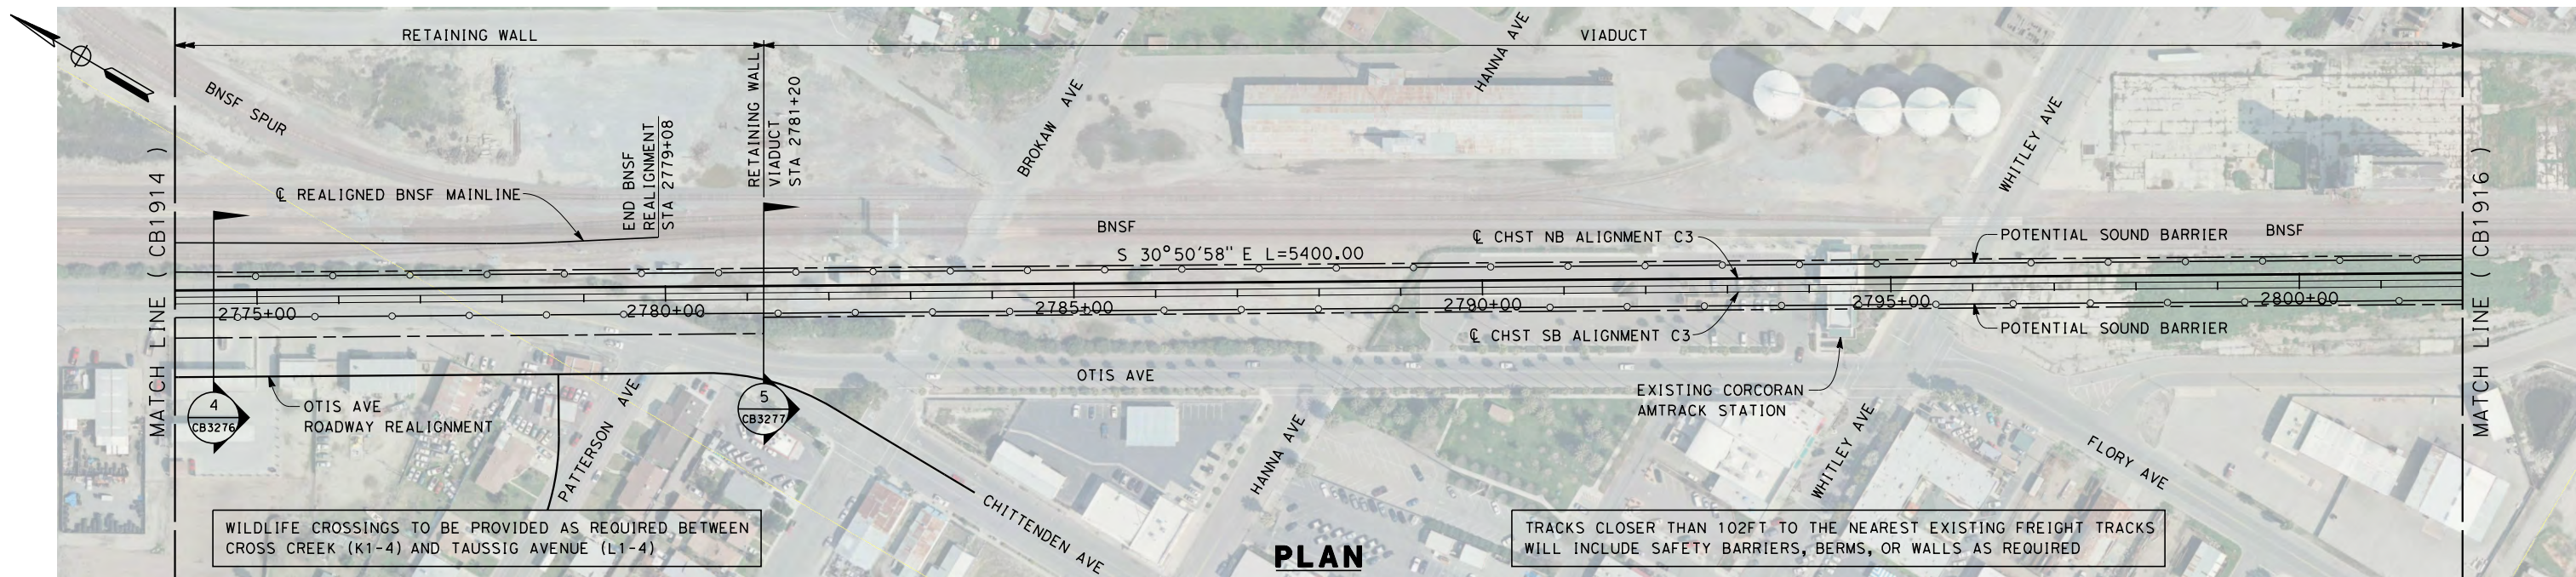 RETAINING WALL
VIADUCT
BNSF SPUR
HANNA AVE
BROKAW AVE
WHITLEY AVE
RETAINING WALL
VIADUCT
STA 2781+20
END BNSF
REALIGNMENT
STA 2779+08
℄ REALIGNED BNSF MAINLINE
MATCH LINE ( CB1914 )
MATCH LINE ( CB1916 )
BNSF
S 30°50'58" E L=5400.00
℄ CHST NB ALIGNMENT C3
POTENTIAL SOUND BARRIER
BNSF
2775+00
2780+00
2785+00
2790+00
2795+00
2800+00
℄ CHST SB ALIGNMENT C3
POTENTIAL SOUND BARRIER
OTIS AVE
EXISTING CORCORAN
AMTRACK STATION
4
CB3276
OTIS AVE
ROADWAY REALIGNMENT
PATTERSON AVE
5
CB3277
HANNA AVE
WHITLEY AVE
FLORY AVE
CHITTENDEN AVE
WILDLIFE CROSSINGS TO BE PROVIDED AS REQUIRED BETWEEN
CROSS CREEK (K1-4) AND TAUSSIG AVENUE (L1-4)
PLAN
TRACKS CLOSER THAN 102FT TO THE NEAREST EXISTING FREIGHT TRACKS
WILL INCLUDE SAFETY BARRIERS, BERMS, OR WALLS AS REQUIRED